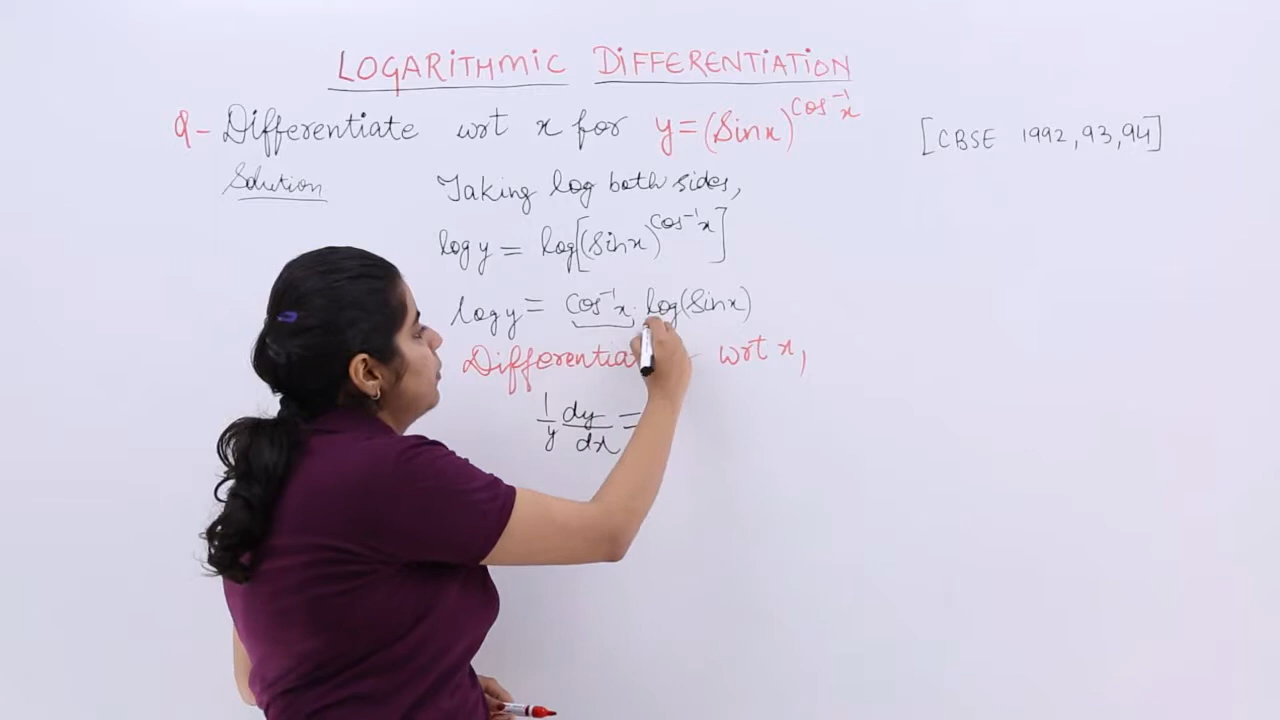 LOGARITHMIC DIFFERENTIATION
Q- Differentiate wrt x for y=(Sinx)^cos⁻¹x
[CBSE 1992,93,94]
Solution
Taking log both sides,
log y = log[(Sinx)^cos⁻¹x]
log y = cos⁻¹x . log(Sinx)
wrt x,
1/y dy/dx =